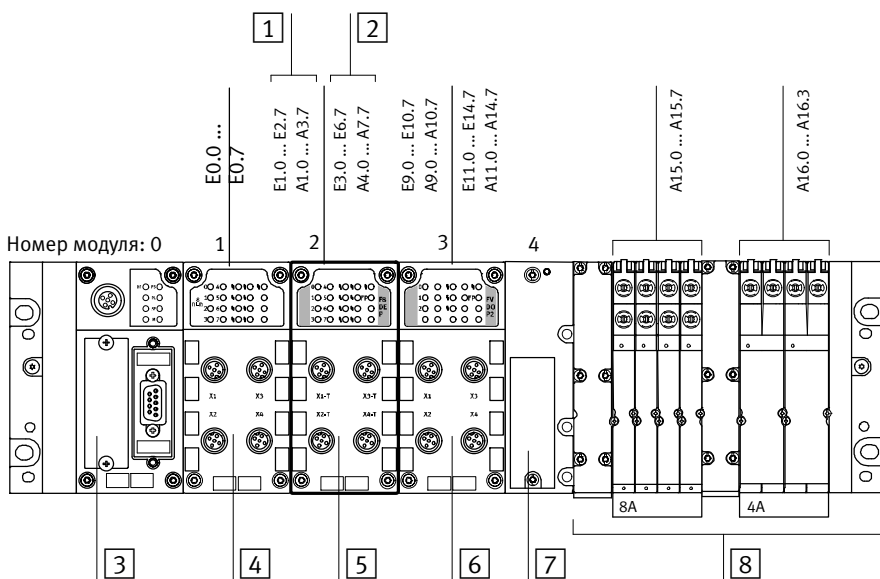 1 2
E0.0 ...
E0.7
E1.0 ... E2.7
A1.0 ... A3.7
E3.0 ... E6.7
A4.0 ... A7.7
E9.0 ... E10.7
A9.0 ... A10.7
E11.0 ... E14.7
A11.0 ... A14.7
A15.0 ... A15.7
A16.0 ... A16.3
Номер модуля: 0 1 2 3 4
X1 X3 X1-T X3-T X1 X3
X2 X4 X2-T X4-T X2 X4
8A 4A
3 4 5 6 7 8